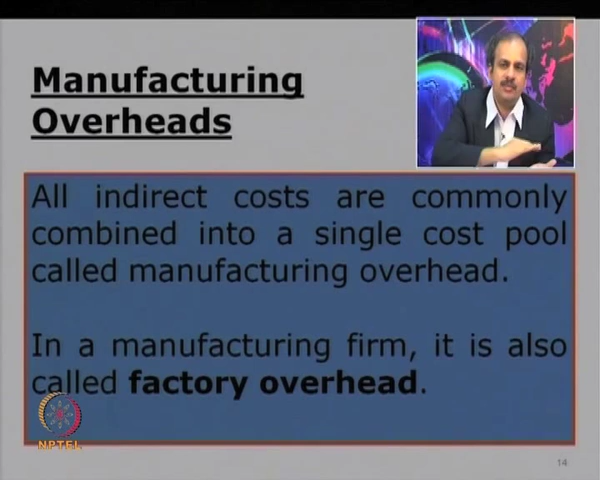 Manufacturing
Overheads
All indirect costs are commonly
combined into a single cost pool
called manufacturing overhead.
In a manufacturing firm, it is also
called factory overhead.
NPTEL
14